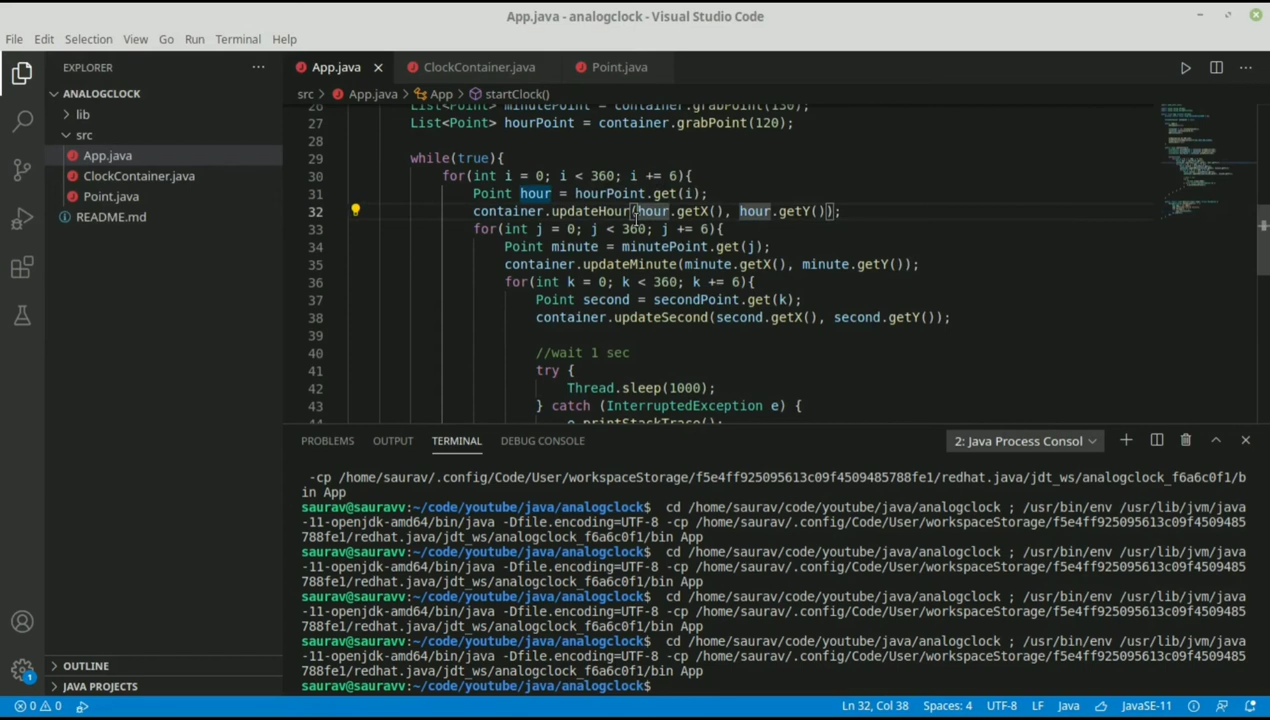 App.java - analogclock - Visual Studio Code
File Edit Selection View Go Run Terminal Help
EXPLORER
ANALOGCLOCK
lib
src
App.java
ClockContainer.java
Point.java
README.md
OUTLINE
JAVA PROJECTS
App.java ClockContainer.java Point.java
src > App.java > App > startClock()
26 List<Point> minutePoint = container.grabPoint(130);
27 List<Point> hourPoint = container.grabPoint(120);
28
29 while(true){
30 for(int i = 0; i < 360; i += 6){
31 Point hour = hourPoint.get(i);
32 container.updateHour(hour.getX(), hour.getY());
33 for(int j = 0; j < 360; j += 6){
34 Point minute = minutePoint.get(j);
35 container.updateMinute(minute.getX(), minute.getY());
36 for(int k = 0; k < 360; k += 6){
37 Point second = secondPoint.get(k);
38 container.updateSecond(second.getX(), second.getY());
39
40 //wait 1 sec
41 try {
42 Thread.sleep(1000);
43 } catch (InterruptedException e) {
44 e.printStackTrace();
PROBLEMS OUTPUT TERMINAL DEBUG CONSOLE 2: Java Process Consol
-cp /home/saurav/.config/Code/User/workspaceStorage/f5e4ff925095613c09f4509485788fe1/redhat.java/jdt_ws/analogclock_f6a6c0f1/b
in App
saurav@sauravv:~/code/youtube/java/analogclock$ cd /home/saurav/code/youtube/java/analogclock ; /usr/bin/env /usr/lib/jvm/java
-11-openjdk-amd64/bin/java -Dfile.encoding=UTF-8 -cp /home/saurav/.config/Code/User/workspaceStorage/f5e4ff925095613c09f4509485
788fe1/redhat.java/jdt_ws/analogclock_f6a6c0f1/bin App
saurav@sauravv:~/code/youtube/java/analogclock$ cd /home/saurav/code/youtube/java/analogclock ; /usr/bin/env /usr/lib/jvm/java
-11-openjdk-amd64/bin/java -Dfile.encoding=UTF-8 -cp /home/saurav/.config/Code/User/workspaceStorage/f5e4ff925095613c09f4509485
788fe1/redhat.java/jdt_ws/analogclock_f6a6c0f1/bin App
saurav@sauravv:~/code/youtube/java/analogclock$ cd /home/saurav/code/youtube/java/analogclock ; /usr/bin/env /usr/lib/jvm/java
-11-openjdk-amd64/bin/java -Dfile.encoding=UTF-8 -cp /home/saurav/.config/Code/User/workspaceStorage/f5e4ff925095613c09f4509485
788fe1/redhat.java/jdt_ws/analogclock_f6a6c0f1/bin App
saurav@sauravv:~/code/youtube/java/analogclock$ cd /home/saurav/code/youtube/java/analogclock ; /usr/bin/env /usr/lib/jvm/java
-11-openjdk-amd64/bin/java -Dfile.encoding=UTF-8 -cp /home/saurav/.config/Code/User/workspaceStorage/f5e4ff925095613c09f4509485
788fe1/redhat.java/jdt_ws/analogclock_f6a6c0f1/bin App
saurav@sauravv:~/code/youtube/java/analogclock$
1
0 0 Ln 32, Col 38 Spaces: 4 UTF-8 LF Java JavaSE-11